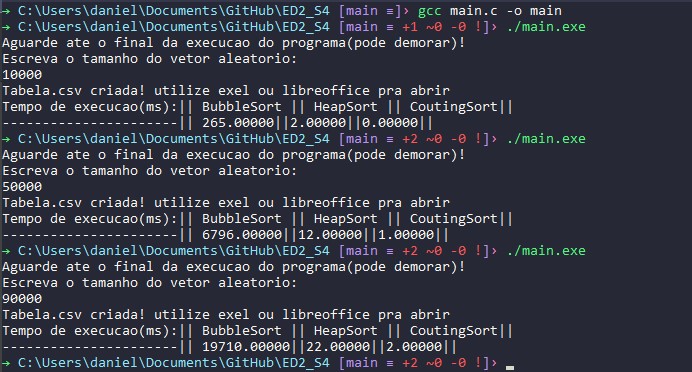 → C:\Users\daniel\Documents\GitHub\ED2_S4 [main ≡]› gcc main.c -o main
→ C:\Users\daniel\Documents\GitHub\ED2_S4 [main ≡ +1 ~0 -0 !]› ./main.exe
Aguarde ate o final da execucao do programa(pode demorar)!
Escreva o tamanho do vetor aleatorio:
10000
Tabela.csv criada! utilize exel ou libreoffice pra abrir
Tempo de execucao(ms):|| BubbleSort || HeapSort || CoutingSort||
----------------------|| 265.00000||2.00000||0.00000||
→ C:\Users\daniel\Documents\GitHub\ED2_S4 [main ≡ +2 ~0 -0 !]› ./main.exe
Aguarde ate o final da execucao do programa(pode demorar)!
Escreva o tamanho do vetor aleatorio:
50000
Tabela.csv criada! utilize exel ou libreoffice pra abrir
Tempo de execucao(ms):|| BubbleSort || HeapSort || CoutingSort||
----------------------|| 6796.00000||12.00000||1.00000||
→ C:\Users\daniel\Documents\GitHub\ED2_S4 [main ≡ +2 ~0 -0 !]› ./main.exe
Aguarde ate o final da execucao do programa(pode demorar)!
Escreva o tamanho do vetor aleatorio:
90000
Tabela.csv criada! utilize exel ou libreoffice pra abrir
Tempo de execucao(ms):|| BubbleSort || HeapSort || CoutingSort||
----------------------|| 19710.00000||22.00000||2.00000||
→ C:\Users\daniel\Documents\GitHub\ED2_S4 [main ≡ +2 ~0 -0 !]›